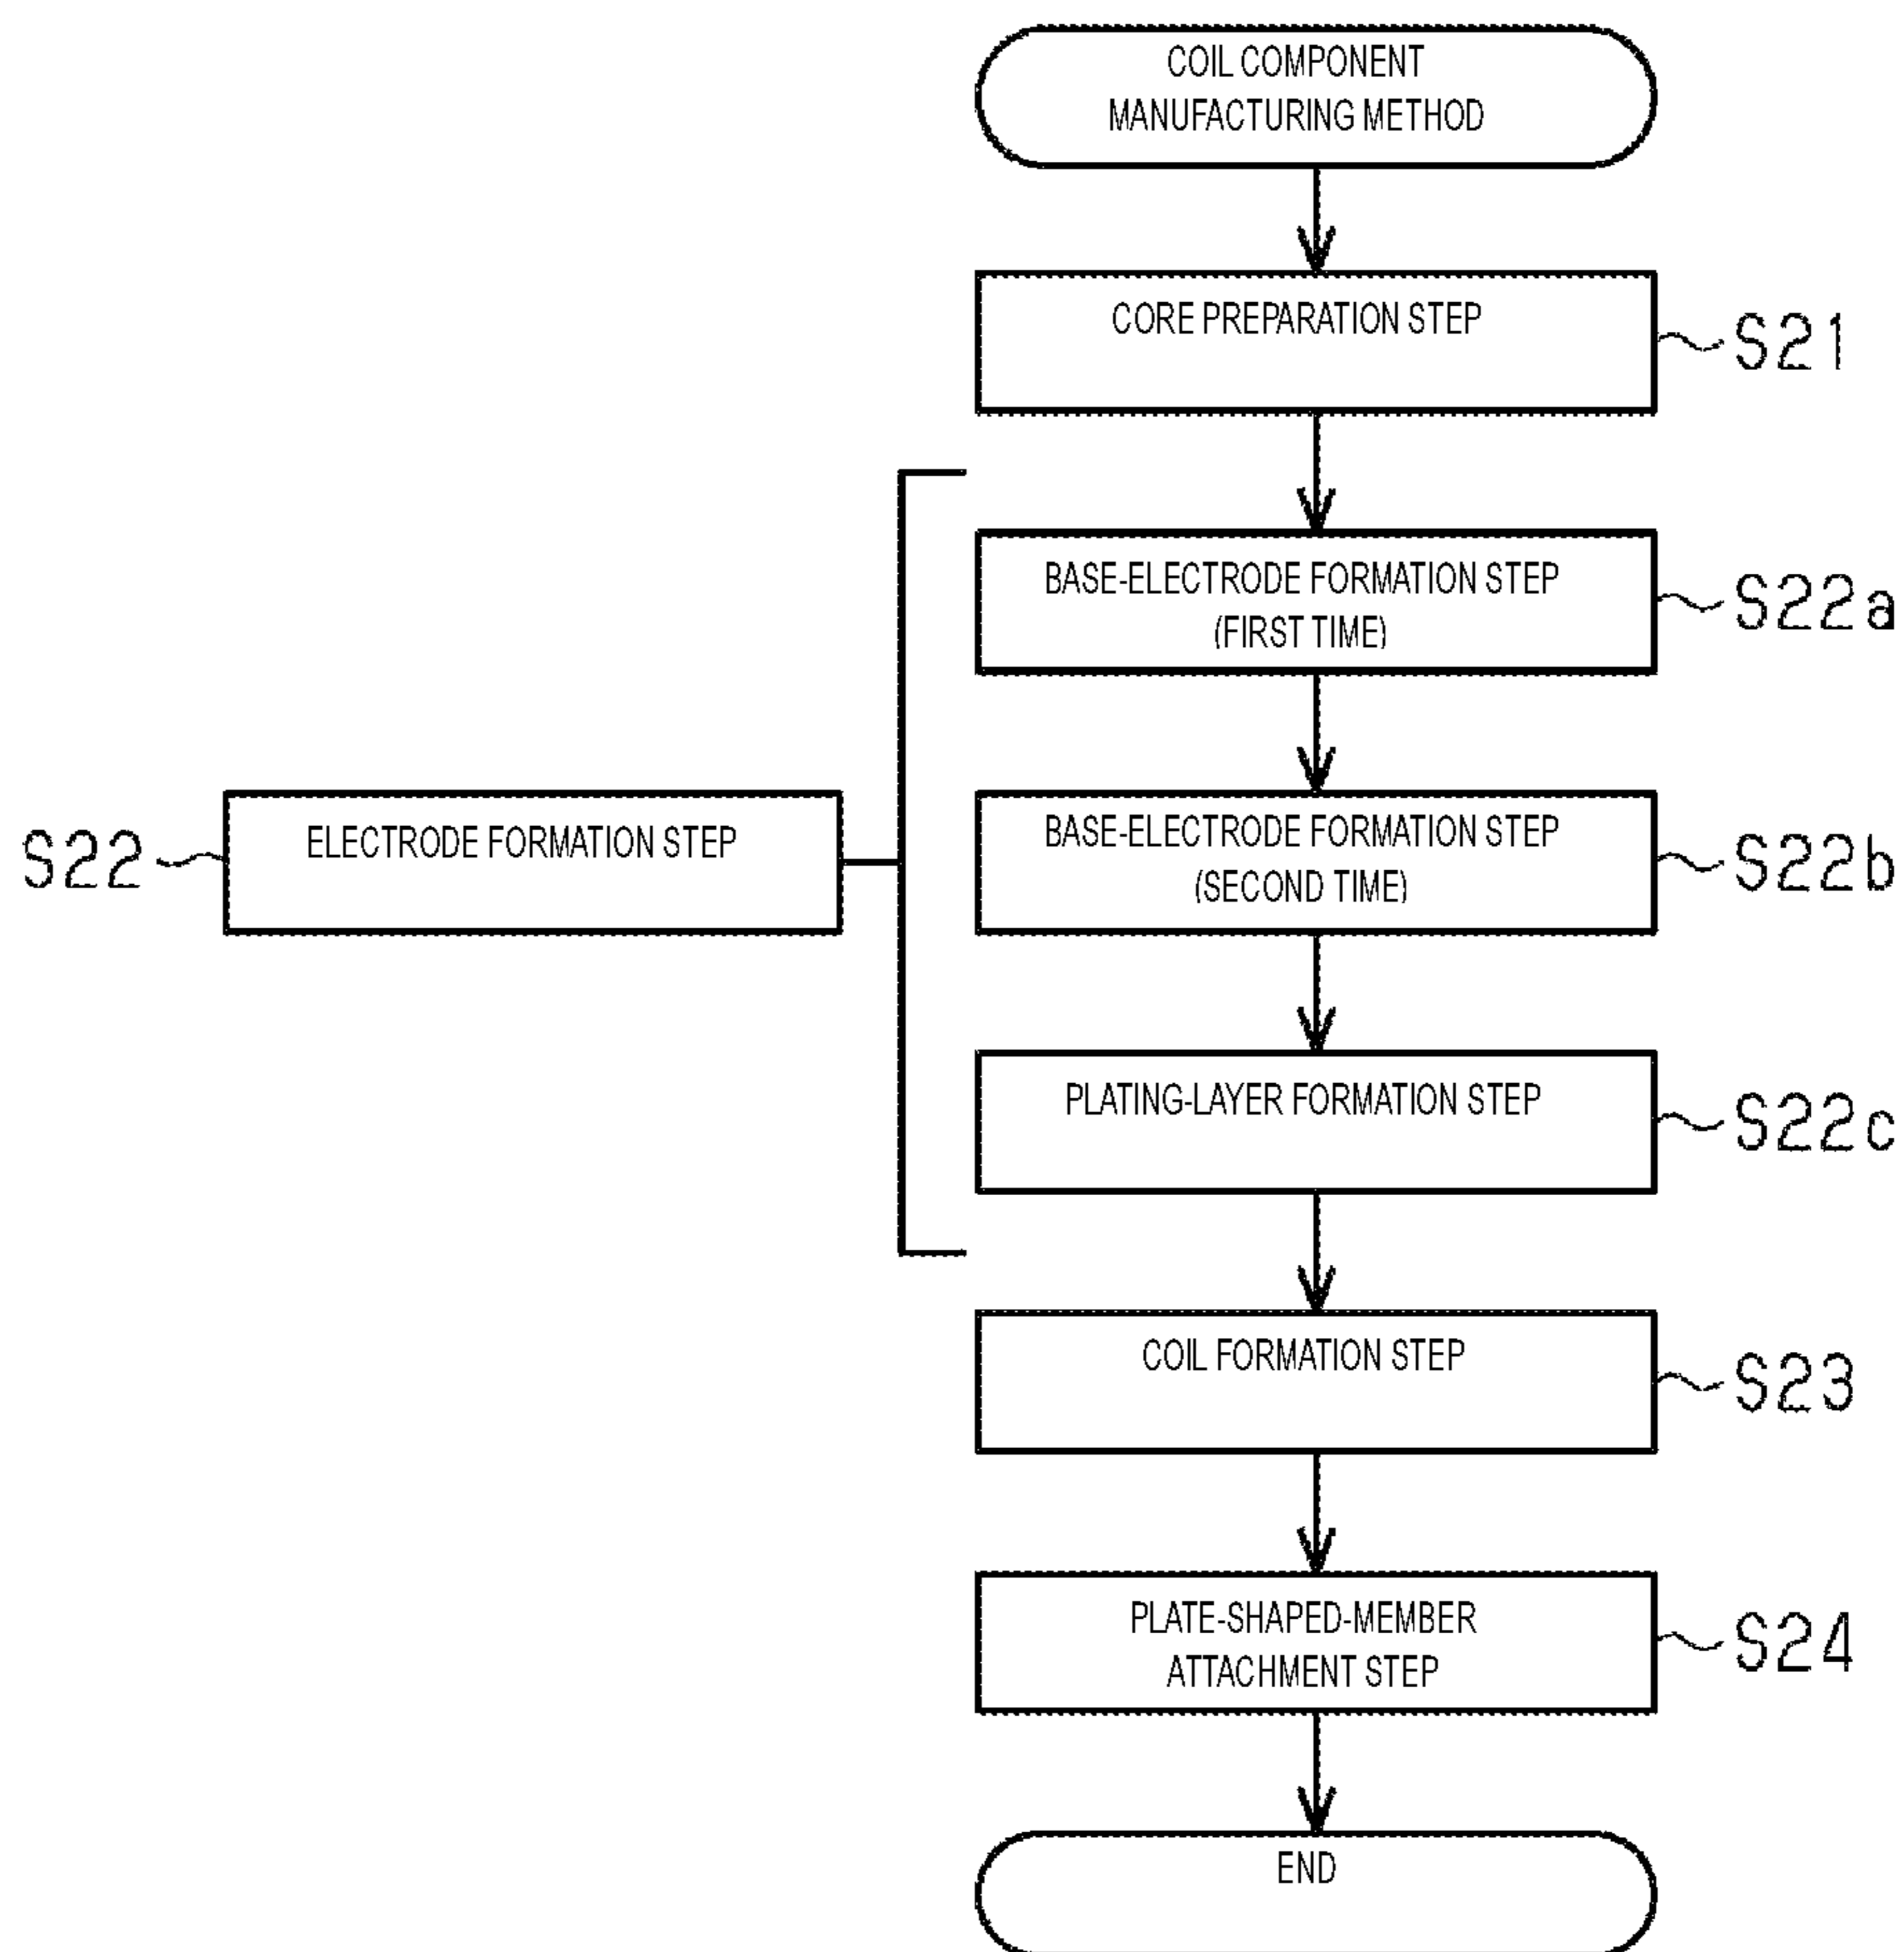 COIL COMPONENT
MANUFACTURING METHOD
CORE PREPARATION STEP
S21
BASE-ELECTRODE FORMATION STEP
(FIRST TIME)
S22a
S22
ELECTRODE FORMATION STEP
BASE-ELECTRODE FORMATION STEP
(SECOND TIME)
S22b
PLATING-LAYER FORMATION STEP
S22c
COIL FORMATION STEP
S23
PLATE-SHAPED-MEMBER
ATTACHMENT STEP
S24
END